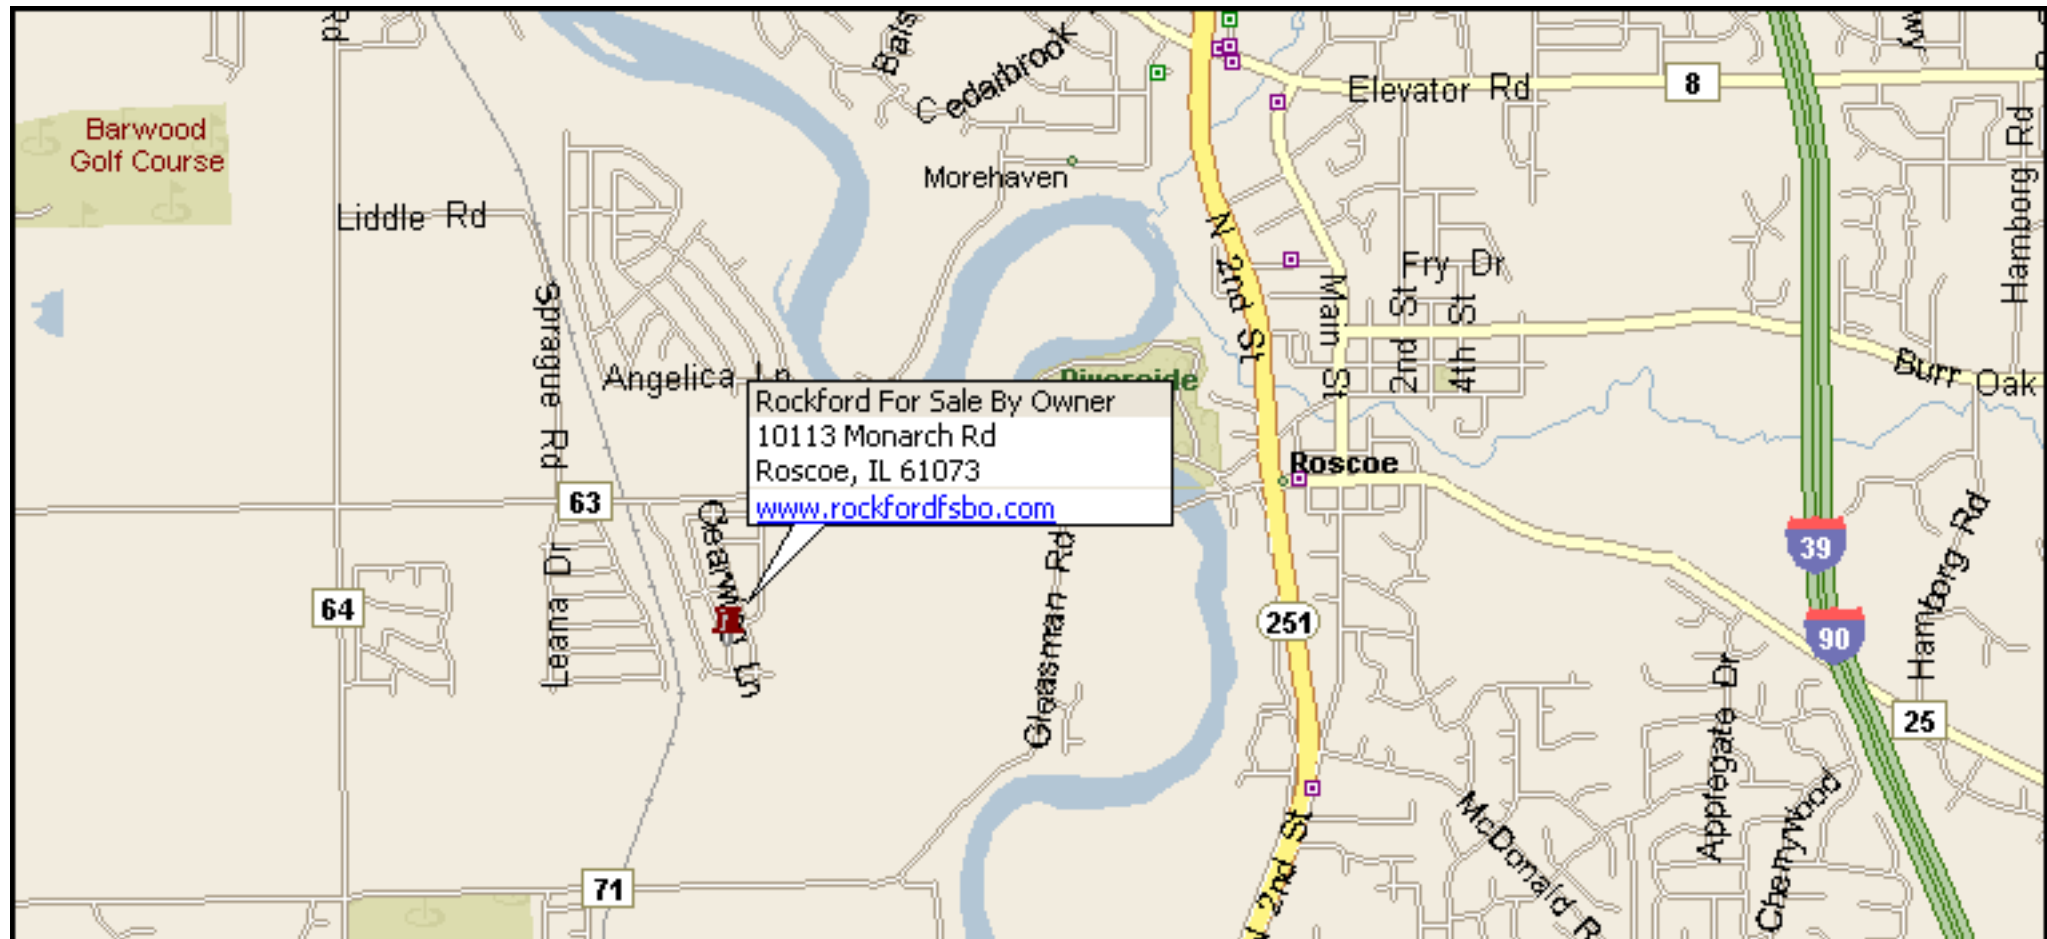 Rd
Bals
Cedarbrook
Elevator Rd
8
Hamborg Rd
Barwood
Golf Course
Morehaven
Liddle Rd
N 2nd St
Fry Dr
Main St
2nd St
4th St
Sprague Rd
Angelica Ln
Riverside
Burr Oak
Rockford For Sale By Owner
10113 Monarch Rd
Roscoe, IL 61073
www.rockfordfsbo.com
Roscoe
63
39
Leana Dr
Gleasman Rd
Hamborg Rd
64
251
90
25
Applegate Dr
Cherrywood
McDonald R
71
N 2nd St